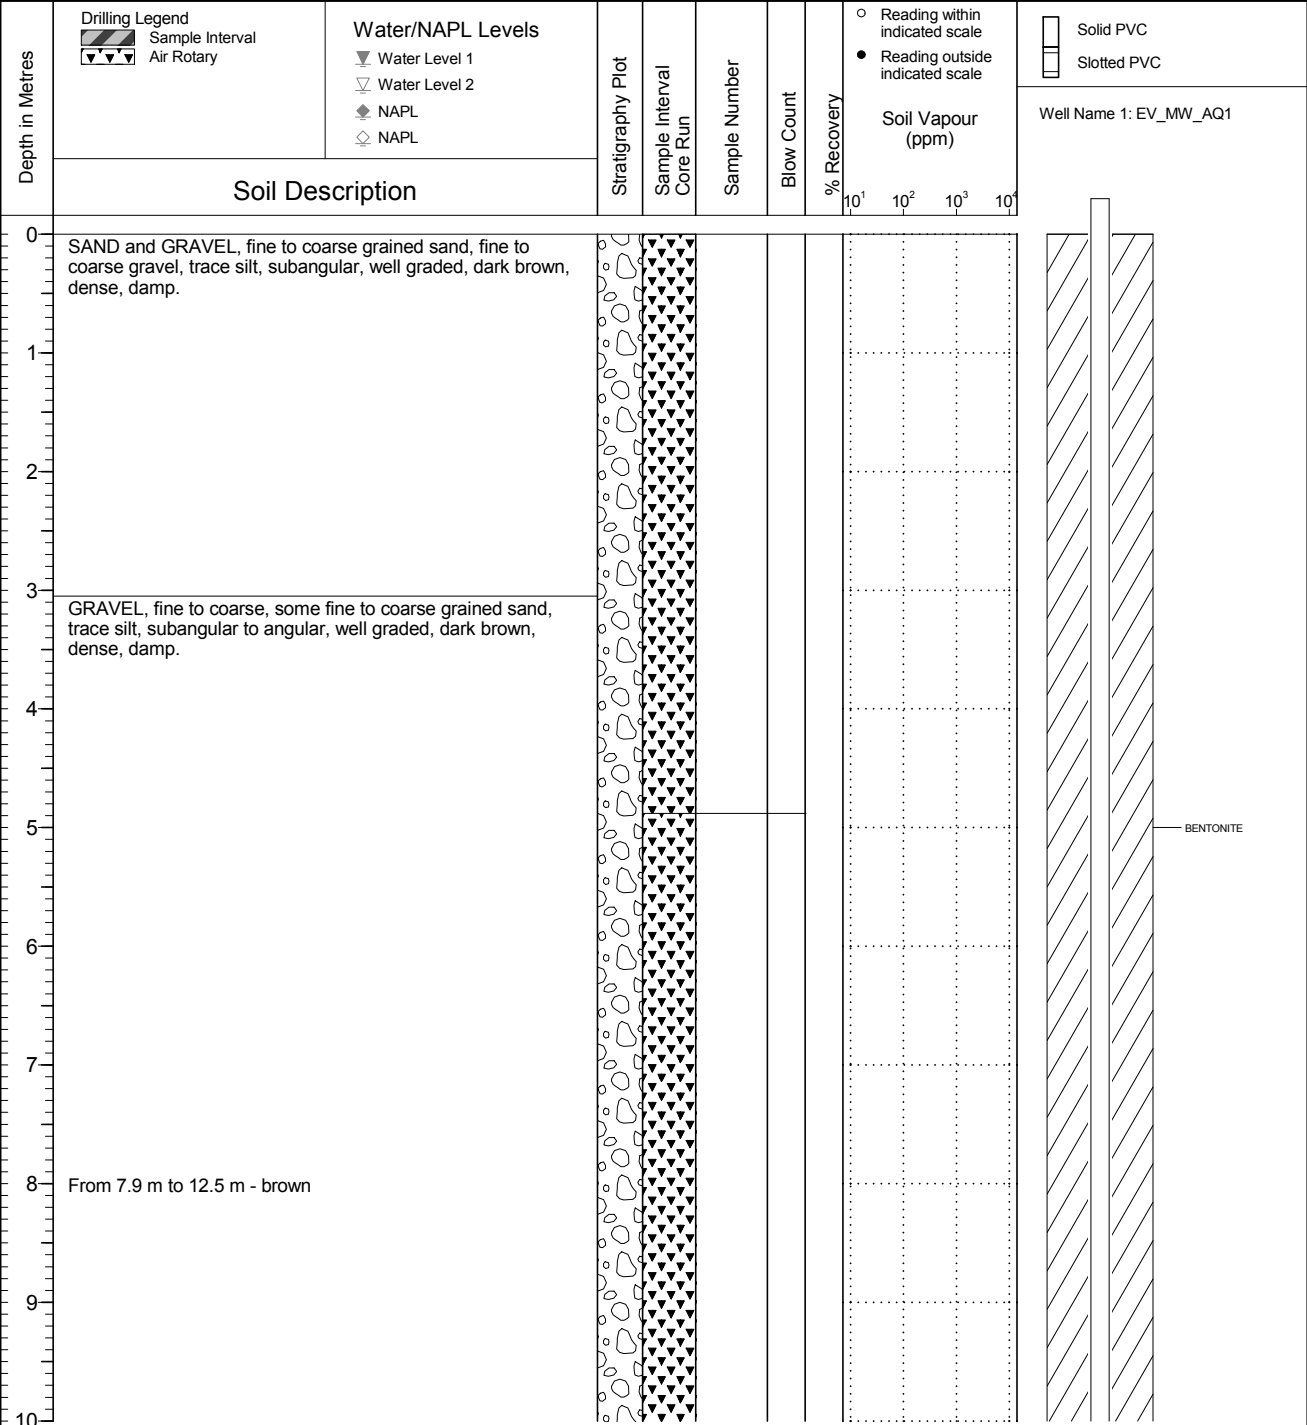 Drilling Legend
Sample Interval
Air Rotary
Water/NAPL Levels
Water Level 1
Water Level 2
NAPL
NAPL
Depth in Metres
Soil Description
Stratigraphy Plot
Sample Interval
Core Run
Sample Number
Blow Count
% Recovery
Reading within
indicated scale
Reading outside
indicated scale
Soil Vapour
(ppm)
10¹ 10² 10³ 10⁴
Solid PVC
Slotted PVC
Well Name 1: EV_MW_AQ1
0
SAND and GRAVEL, fine to coarse grained sand, fine to
coarse gravel, trace silt, subangular, well graded, dark brown,
dense, damp.
1
2
3
GRAVEL, fine to coarse, some fine to coarse grained sand,
trace silt, subangular to angular, well graded, dark brown,
dense, damp.
4
5
BENTONITE
6
7
8
From 7.9 m to 12.5 m - brown
9
10